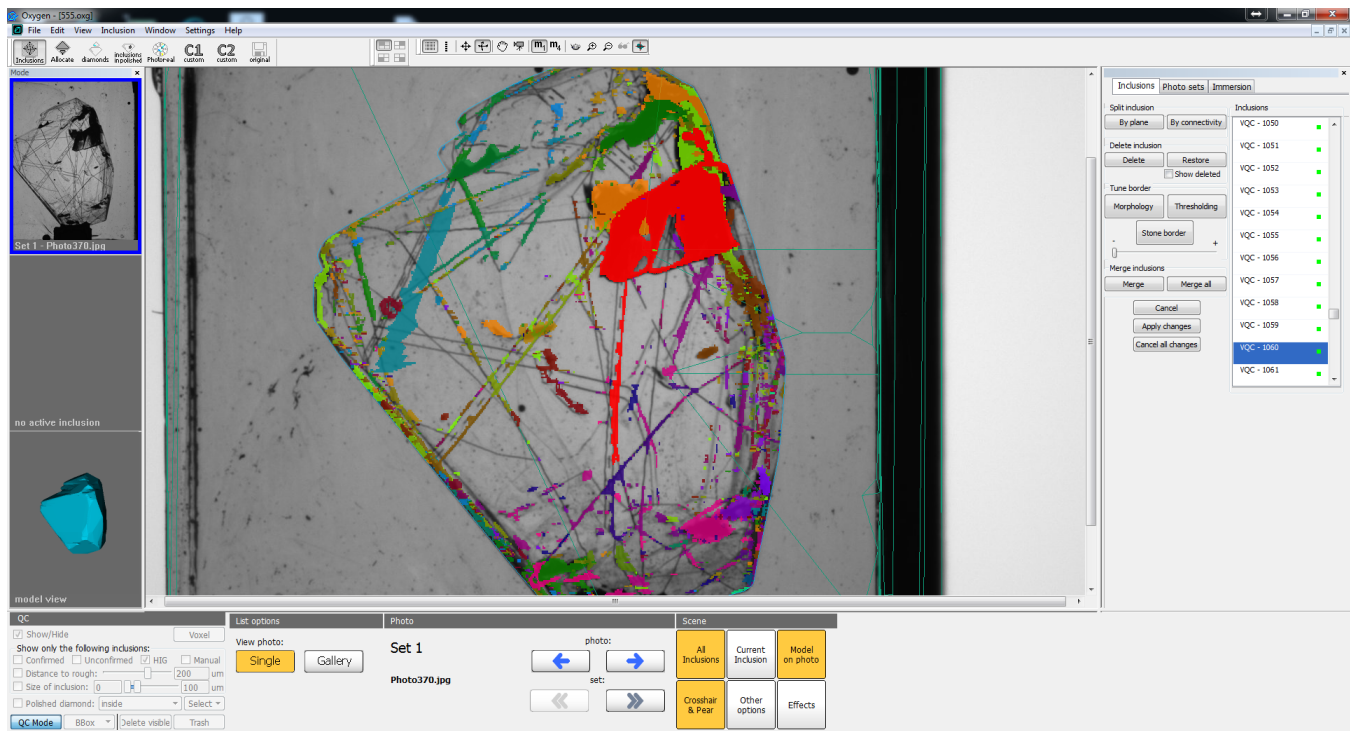 Oxygen - [555.oxg]
File Edit View Inclusion Window Settings Help
Inclusions Allocate diamonds inclusions in polished Photo-real C1 custom C2 custom original
m₁ m₄
Mode
Set 1 - Photo370.jpg
no active inclusion
model view
Inclusions Photo sets Immersion
Split inclusion
By plane By connectivity
Delete inclusion
Delete Restore
Show deleted
Tune border
Morphology Thresholding
Stone border
- +
Merge inclusions
Merge Merge all
Cancel
Apply changes
Cancel all changes
Inclusions
VQC - 1050
VQC - 1051
VQC - 1052
VQC - 1053
VQC - 1054
VQC - 1055
VQC - 1056
VQC - 1057
VQC - 1058
VQC - 1059
VQC - 1060
VQC - 1061
QC
Show/Hide Voxel
Show only the following inclusions:
Confirmed Unconfirmed HIG Manual
Distance to rough: 200 um
Size of inclusion: 0 100 um
Polished diamond: inside Select
QC Mode BBox Delete visible Trash
List options
View photo:
Single Gallery
Photo
Set 1
Photo370.jpg
photo:
set:
Scene
All Inclusions
Current Inclusion
Model on photo
Crosshair & Pear
Other options
Effects